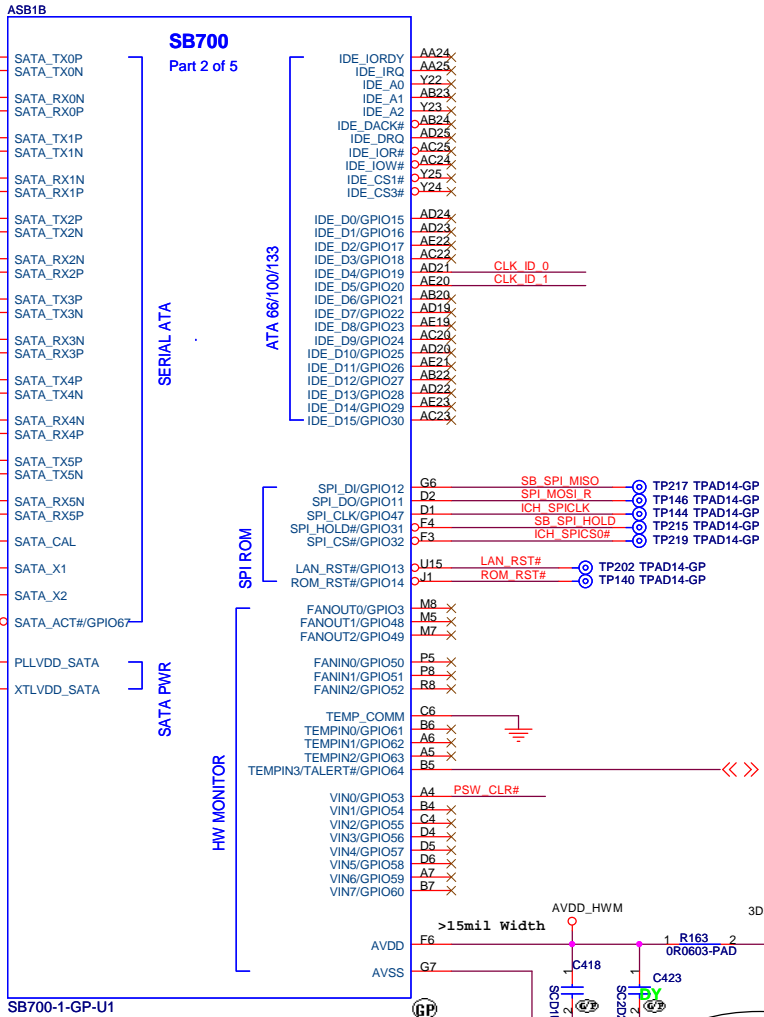 ASB1B
SB700
Part 2 of 5
SATA_TX0P
SATA_TX0N
SATA_RX0N
SATA_RX0P
SATA_TX1P
SATA_TX1N
SATA_RX1N
SATA_RX1P
SATA_TX2P
SATA_TX2N
SATA_RX2N
SATA_RX2P
SATA_TX3P
SATA_TX3N
SATA_RX3N
SATA_RX3P
SATA_TX4P
SATA_TX4N
SATA_RX4N
SATA_RX4P
SATA_TX5P
SATA_TX5N
SATA_RX5N
SATA_RX5P
SATA_CAL
SATA_X1
SATA_X2
SATA_ACT#/GPIO67
PLLVDD_SATA
XTLVDD_SATA
SERIAL ATA
SATA PWR
ATA 66/100/133
SPI ROM
HW MONITOR
IDE_IORDY AA24
IDE_IRQ AA25
IDE_A0 Y22
IDE_A1 AB23
IDE_A2 Y23
IDE_DACK# AB24
IDE_DRQ AD25
IDE_IOR# AC25
IDE_IOW# AC24
IDE_CS1# Y25
IDE_CS3# Y24
IDE_D0/GPIO15 AD24
IDE_D1/GPIO16 AD23
IDE_D2/GPIO17 AE22
IDE_D3/GPIO18 AC22
IDE_D4/GPIO19 AD21 CLK_ID_0
IDE_D5/GPIO20 AE20 CLK_ID_1
IDE_D6/GPIO21 AB20
IDE_D7/GPIO22 AD19
IDE_D8/GPIO23 AE19
IDE_D9/GPIO24 AC20
IDE_D10/GPIO25 AD20
IDE_D11/GPIO26 AE21
IDE_D12/GPIO27 AB22
IDE_D13/GPIO28 AD22
IDE_D14/GPIO29 AE23
IDE_D15/GPIO30 AC23
SPI_DI/GPIO12 G6 SB_SPI_MISO TP217 TPAD14-GP
SPI_DO/GPIO11 D2 SPI_MOSI_R TP146 TPAD14-GP
SPI_CLK/GPIO47 D1 ICH_SPICLK TP144 TPAD14-GP
SPI_HOLD#/GPIO31 F4 SB_SPI_HOLD TP215 TPAD14-GP
SPI_CS#/GPIO32 F3 ICH_SPICS0# TP219 TPAD14-GP
LAN_RST#/GPIO13 U15 LAN_RST# TP202 TPAD14-GP
ROM_RST#/GPIO14 J1 ROM_RST# TP140 TPAD14-GP
FANOUT0/GPIO3 M8
FANOUT1/GPIO48 M5
FANOUT2/GPIO49 M7
FANIN0/GPIO50 P5
FANIN1/GPIO51 P8
FANIN2/GPIO52 R8
TEMP_COMM C6
TEMPIN0/GPIO61 B6
TEMPIN1/GPIO62 A6
TEMPIN2/GPIO63 A5
TEMPIN3/TALERT#/GPIO64 B5
VIN0/GPIO53 A4 PSW_CLR#
VIN1/GPIO54 B4
VIN2/GPIO55 C4
VIN3/GPIO56 D4
VIN4/GPIO57 D5
VIN5/GPIO58 D6
VIN6/GPIO59 A7
VIN7/GPIO60 B7
AVDD_HWM
3D
>15mil Width
AVDD F6
1 R163 2
0R0603-PAD
AVSS G7
C418
1
2
C423
1
2
DY
SB700-1-GP-U1
GP